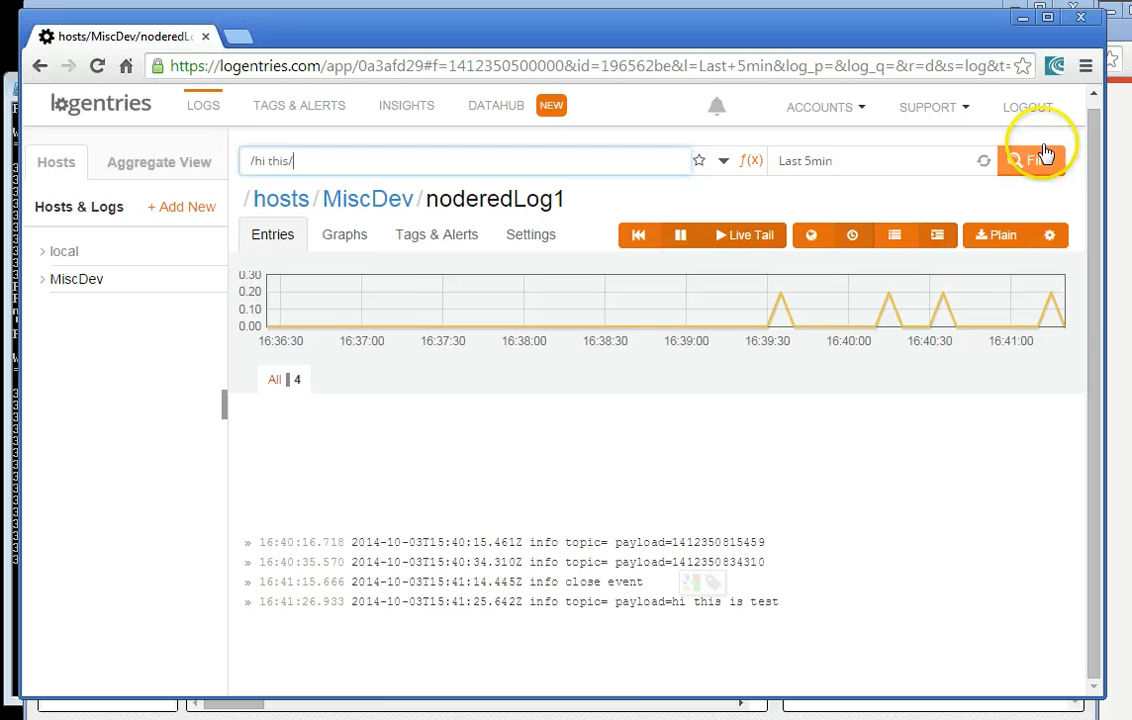 hosts/MiscDev/noderedLo
https://logentries.com/app/0a3afd29#f=1412350500000&id=196562be&l=Last+5min&log_p=&log_q=&r=d&s=log&t=
logentries LOGS TAGS & ALERTS INSIGHTS DATAHUB NEW ACCOUNTS SUPPORT LOGOUT
Hosts Aggregate View
/hi this/
f(x) Last 5min
Hosts & Logs + Add New
/ hosts / MiscDev / noderedLog1
local
MiscDev
Entries Graphs Tags & Alerts Settings
Live Tail
Plain
0.30
0.20
0.10
0.00
16:36:30 16:37:00 16:37:30 16:38:00 16:38:30 16:39:00 16:39:30 16:40:00 16:40:30 16:41:00
All 4
» 16:40:16.718 2014-10-03T15:40:15.461Z info topic= payload=1412350815459
» 16:40:35.570 2014-10-03T15:40:34.310Z info topic= payload=1412350834310
» 16:41:15.666 2014-10-03T15:41:14.445Z info close event
» 16:41:26.933 2014-10-03T15:41:25.642Z info topic= payload=hi this is test